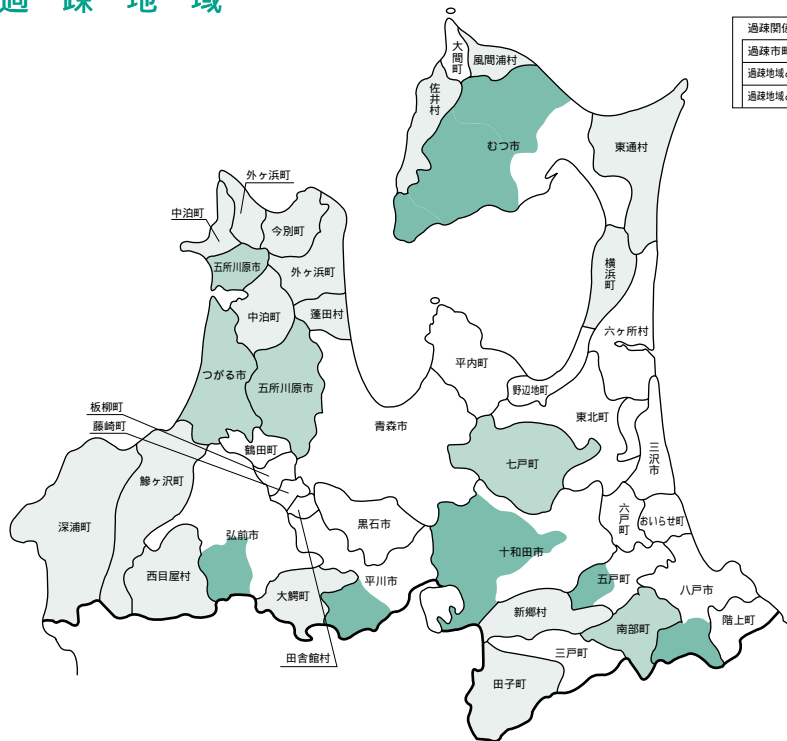 過疎地域
過疎関係
過疎市町
過疎地域
過疎地域
大間町
風間浦村
佐井村
むつ市
東通村
外ヶ浜町
中泊町
今別町
五所川原市
外ヶ浜町
横浜町
中泊町
蓬田村
六ヶ所村
平内町
つがる市
五所川原市
野辺地町
板柳町
青森市
東北町
藤崎町
鶴田町
七戸町
三沢市
鰺ヶ沢町
深浦町
黒石市
六戸町
おいらせ町
弘前市
十和田市
西目屋村
平川市
五戸町
八戸市
大鰐町
新郷村
南部町
階上町
田舎館村
三戸町
田子町